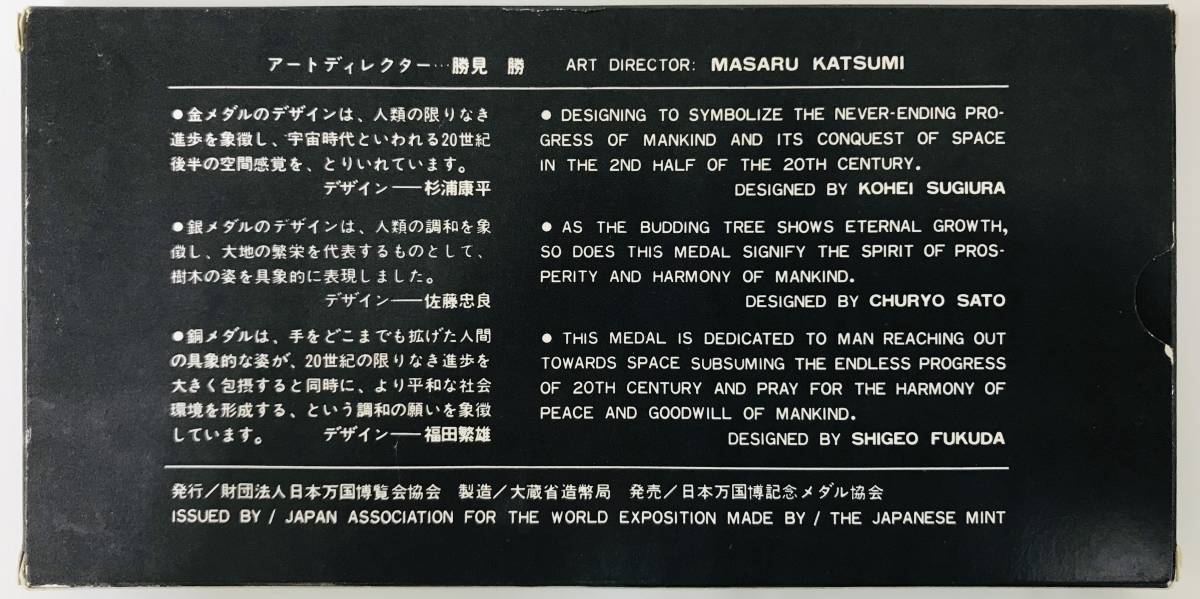 アートディレクター…勝見　勝　ART DIRECTOR: MASARU KATSUMI
●金メダルのデザインは、人類の限りなき
進歩を象徴し、宇宙時代といわれる20世紀
後半の空間感覚を、とりいれています。
デザイン──杉浦康平
● DESIGNING TO SYMBOLIZE THE NEVER-ENDING PRO-
GRESS OF MANKIND AND ITS CONQUEST OF SPACE
IN THE 2ND HALF OF THE 20TH CENTURY.
DESIGNED BY KOHEI SUGIURA
●銀メダルのデザインは、人類の調和を象
徴し、大地の繁栄を代表するものとして、
樹木の姿を具象的に表現しました。
デザイン──佐藤忠良
● AS THE BUDDING TREE SHOWS ETERNAL GROWTH,
SO DOES THIS MEDAL SIGNIFY THE SPIRIT OF PROS-
PERITY AND HARMONY OF MANKIND.
DESIGNED BY CHURYO SATO
●銅メダルは、手をどこまでも拡げた人間
の具象的な姿が、20世紀の限りなき進歩を
大きく包摂すると同時に、より平和な社会
環境を形成する、という調和の願いを象徴
しています。　デザイン──福田繁雄
● THIS MEDAL IS DEDICATED TO MAN REACHING OUT
TOWARDS SPACE SUBSUMING THE ENDLESS PROGRESS
OF 20TH CENTURY AND PRAY FOR THE HARMONY OF
PEACE AND GOODWILL OF MANKIND.
DESIGNED BY SHIGEO FUKUDA
発行／財団法人日本万国博覧会協会　製造／大蔵省造幣局　発売／日本万国博記念メダル協会
ISSUED BY / JAPAN ASSOCIATION FOR THE WORLD EXPOSITION MADE BY / THE JAPANESE MINT